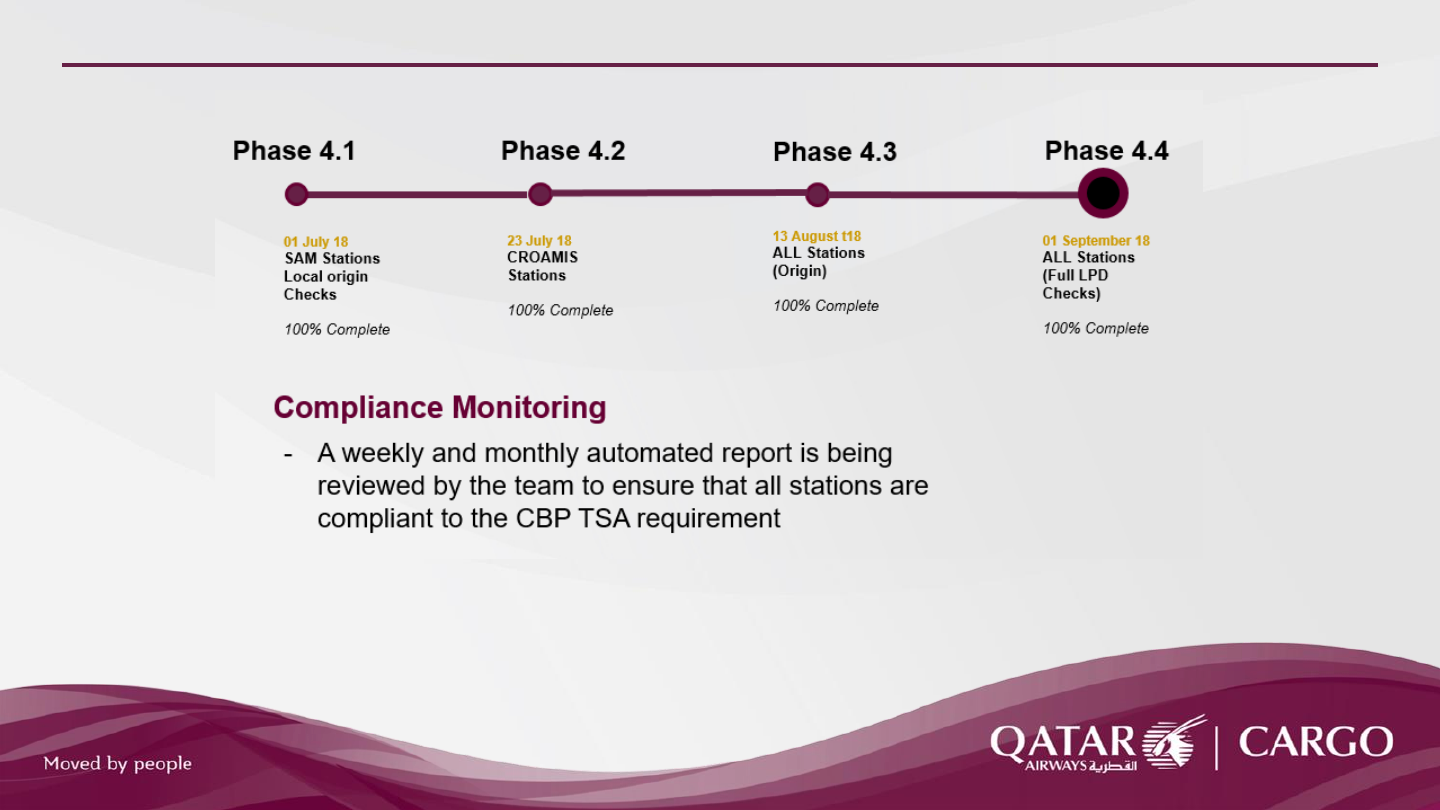 Phase 4.1
Phase 4.2
Phase 4.3
Phase 4.4
01 July 18
SAM Stations
Local origin
Checks
100% Complete
23 July 18
CROAMIS
Stations
100% Complete
13 August t18
ALL Stations
(Origin)
100% Complete
01 September 18
ALL Stations
(Full LPD
Checks)
100% Complete
Compliance Monitoring
- A weekly and monthly automated report is being
reviewed by the team to ensure that all stations are
compliant to the CBP TSA requirement
Moved by people
QATAR
AIRWAYS القطرية
CARGO